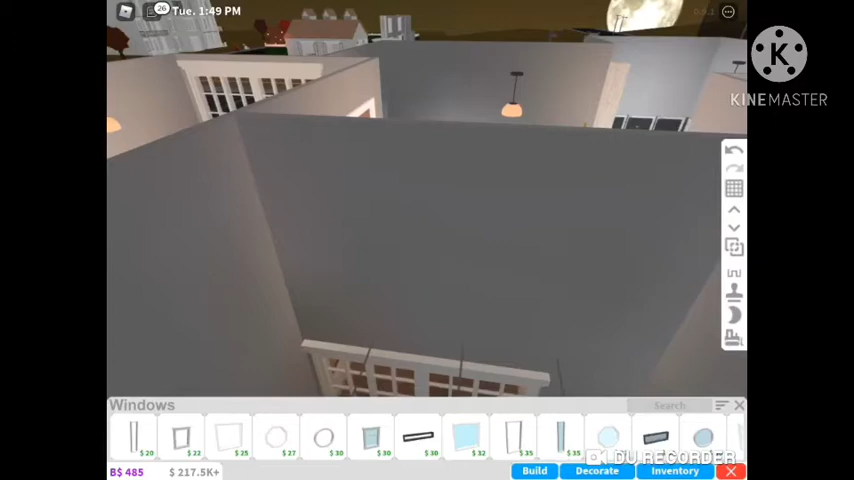 26
Tue. 1:49 PM
K
KINEMASTER
Windows
Search
$ 20
$ 22
$ 25
$ 27
$ 30
$ 30
$ 30
$ 32
$ 35
$ 35
DU RECORDER
B$ 485
$ 217.5K+
Build
Decorate
Inventory